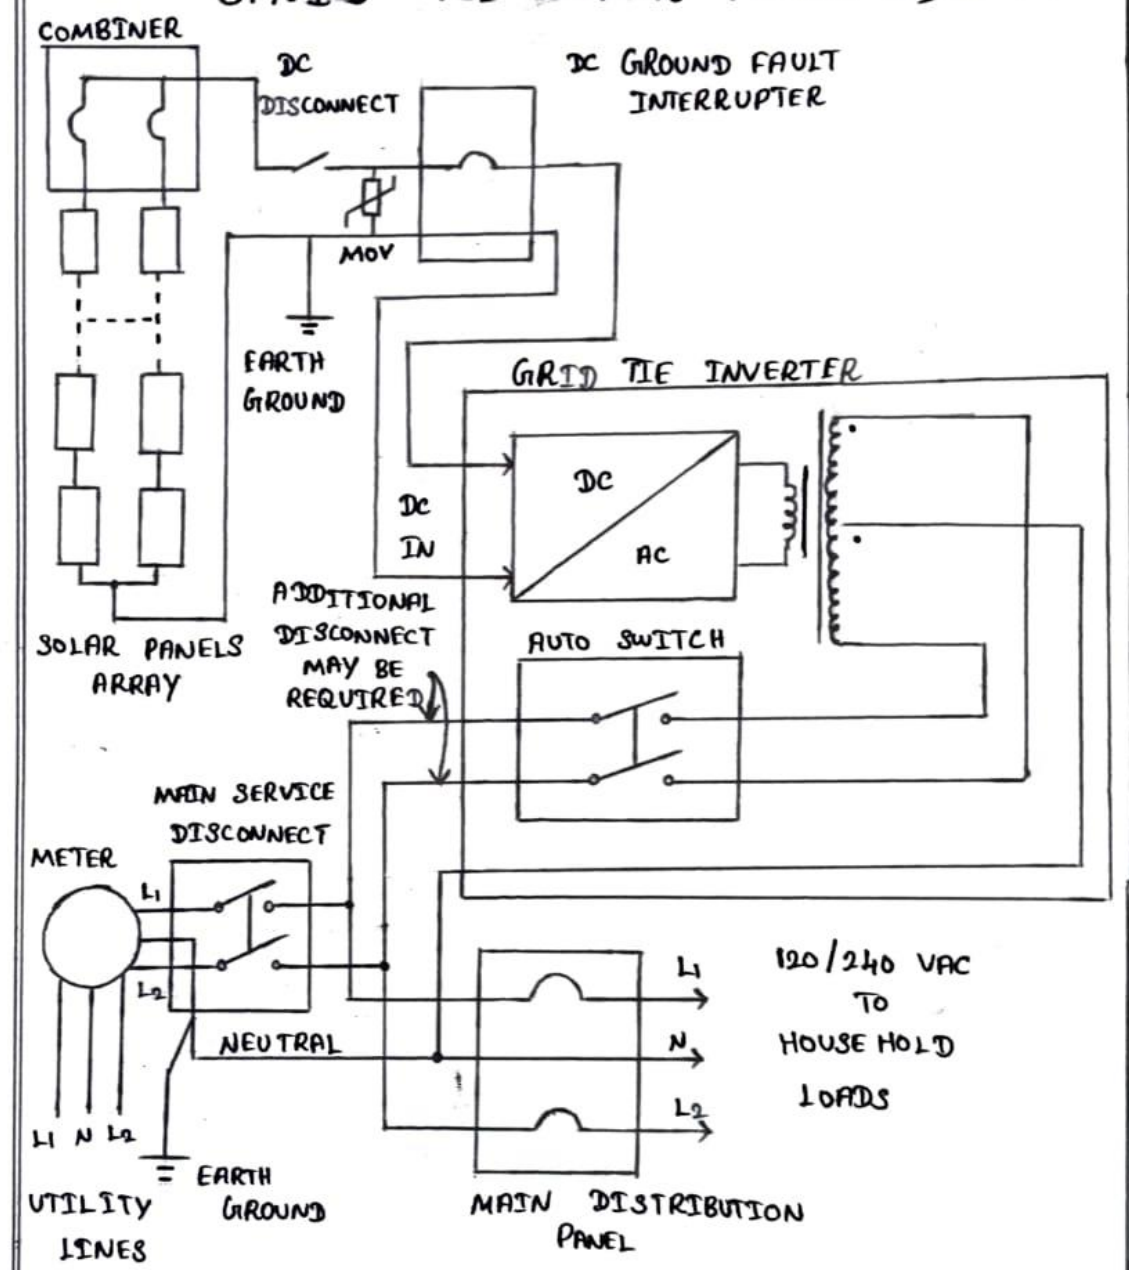 COMBINER
DC
DISCONNECT
DC GROUND FAULT
INTERRUPTER
MOV
EARTH
GROUND
GRID TIE INVERTER
DC
AC
DC
IN
SOLAR PANELS
ARRAY
ADDITIONAL
DISCONNECT
MAY BE
REQUIRED
AUTO SWITCH
MAIN SERVICE
DISCONNECT
METER
L1
L2
NEUTRAL
L1
N
L2
120/240 VAC
TO
HOUSE HOLD
LOADS
L1 N L2
UTILITY
LINES
EARTH
GROUND
MAIN DISTRIBUTION
PANEL